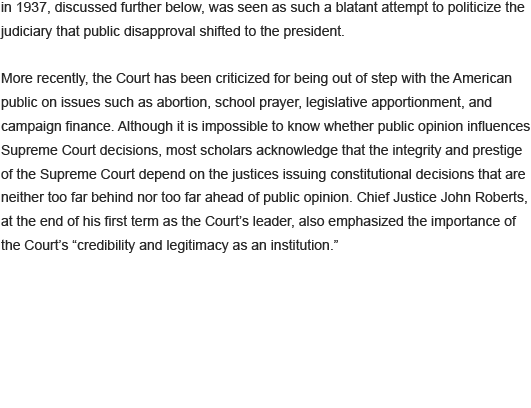 in 1937, discussed further below, was seen as such a blatant attempt to politicize the
judiciary that public disapproval shifted to the president.
More recently, the Court has been criticized for being out of step with the American
public on issues such as abortion, school prayer, legislative apportionment, and
campaign finance. Although it is impossible to know whether public opinion influences
Supreme Court decisions, most scholars acknowledge that the integrity and prestige
of the Supreme Court depend on the justices issuing constitutional decisions that are
neither too far behind nor too far ahead of public opinion. Chief Justice John Roberts,
at the end of his first term as the Court’s leader, also emphasized the importance of
the Court’s “credibility and legitimacy as an institution.”